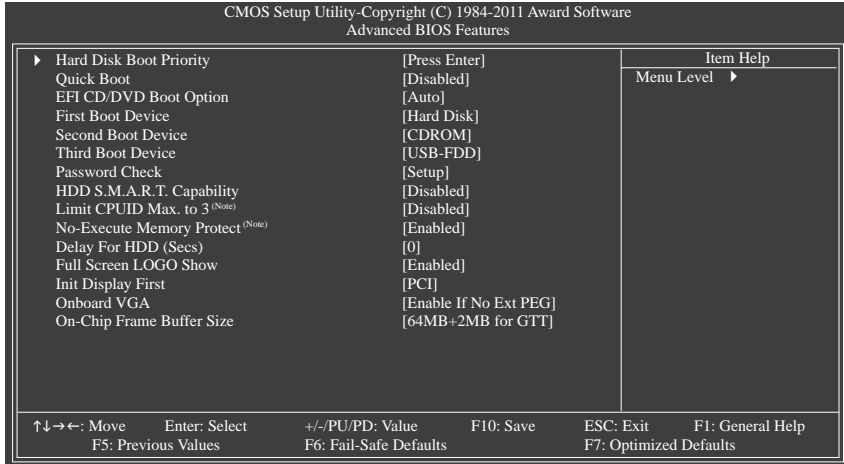 CMOS Setup Utility-Copyright (C) 1984-2011 Award Software
Advanced BIOS Features
Hard Disk Boot Priority [Press Enter] Item Help
Quick Boot [Disabled] Menu Level
EFI CD/DVD Boot Option [Auto]
First Boot Device [Hard Disk]
Second Boot Device [CDROM]
Third Boot Device [USB-FDD]
Password Check [Setup]
HDD S.M.A.R.T. Capability [Disabled]
Limit CPUID Max. to 3 (Note) [Disabled]
No-Execute Memory Protect (Note) [Enabled]
Delay For HDD (Secs) [0]
Full Screen LOGO Show [Enabled]
Init Display First [PCI]
Onboard VGA [Enable If No Ext PEG]
On-Chip Frame Buffer Size [64MB+2MB for GTT]
↑↓→←: Move Enter: Select +/-/PU/PD: Value F10: Save ESC: Exit F1: General Help
F5: Previous Values F6: Fail-Safe Defaults F7: Optimized Defaults